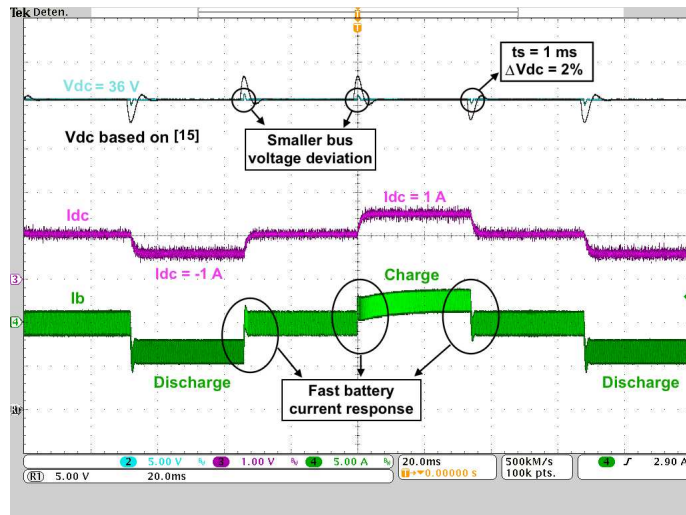 Tek Deten.
T
T
ts = 1 ms
ΔVdc = 2%
Vdc = 36 V
Vdc based on [15]
Smaller bus
voltage deviation
Idc
Idc = 1 A
Idc = -1 A
3
Ib
Charge
4
Discharge
Discharge
Fast battery
current response
2 5.00 V
3 1.00 V
4 5.00 A
20.0ms
T→▼0.00000 s
500kM/s
100k pts.
4 ∫ 2.90 A
R1 5.00 V 20.0ms